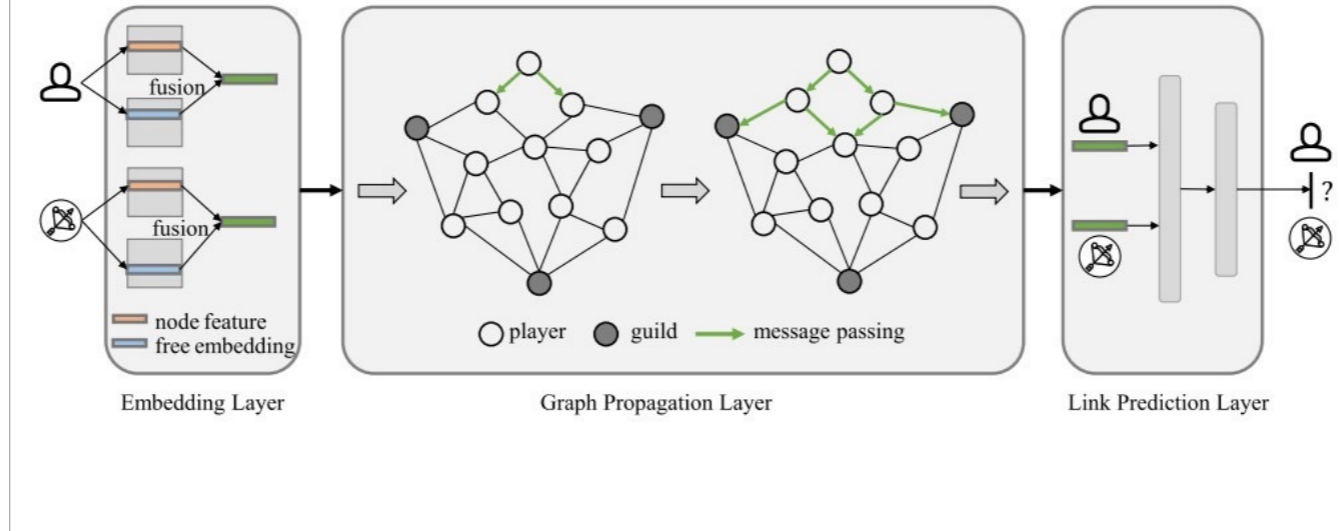 fusion
fusion
node feature
free embedding
player
guild
message passing
?
Embedding Layer
Graph Propagation Layer
Link Prediction Layer